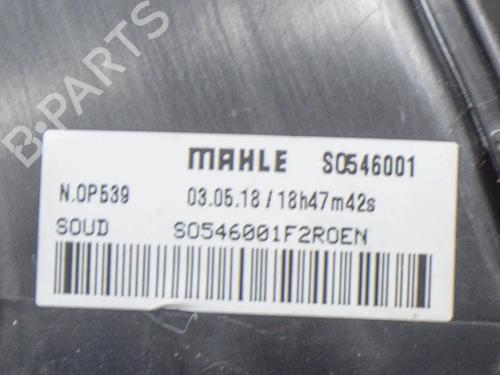 B-PARTS
MAHLE S0546001
N.OP539 03.05.18 / 18h47m42s
SOUD S0546001F2ROEN